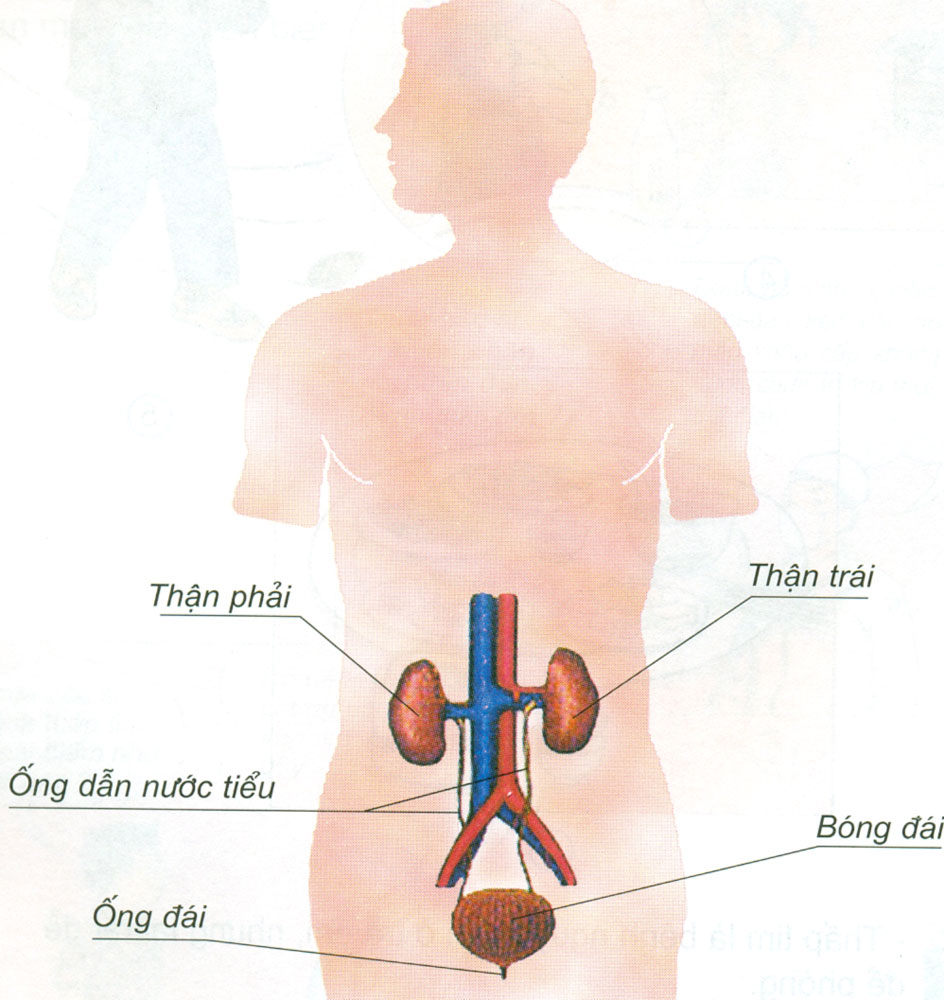 Thận trái
Thận phải
Ống dẫn nước tiểu
Bóng đái
Ống đái